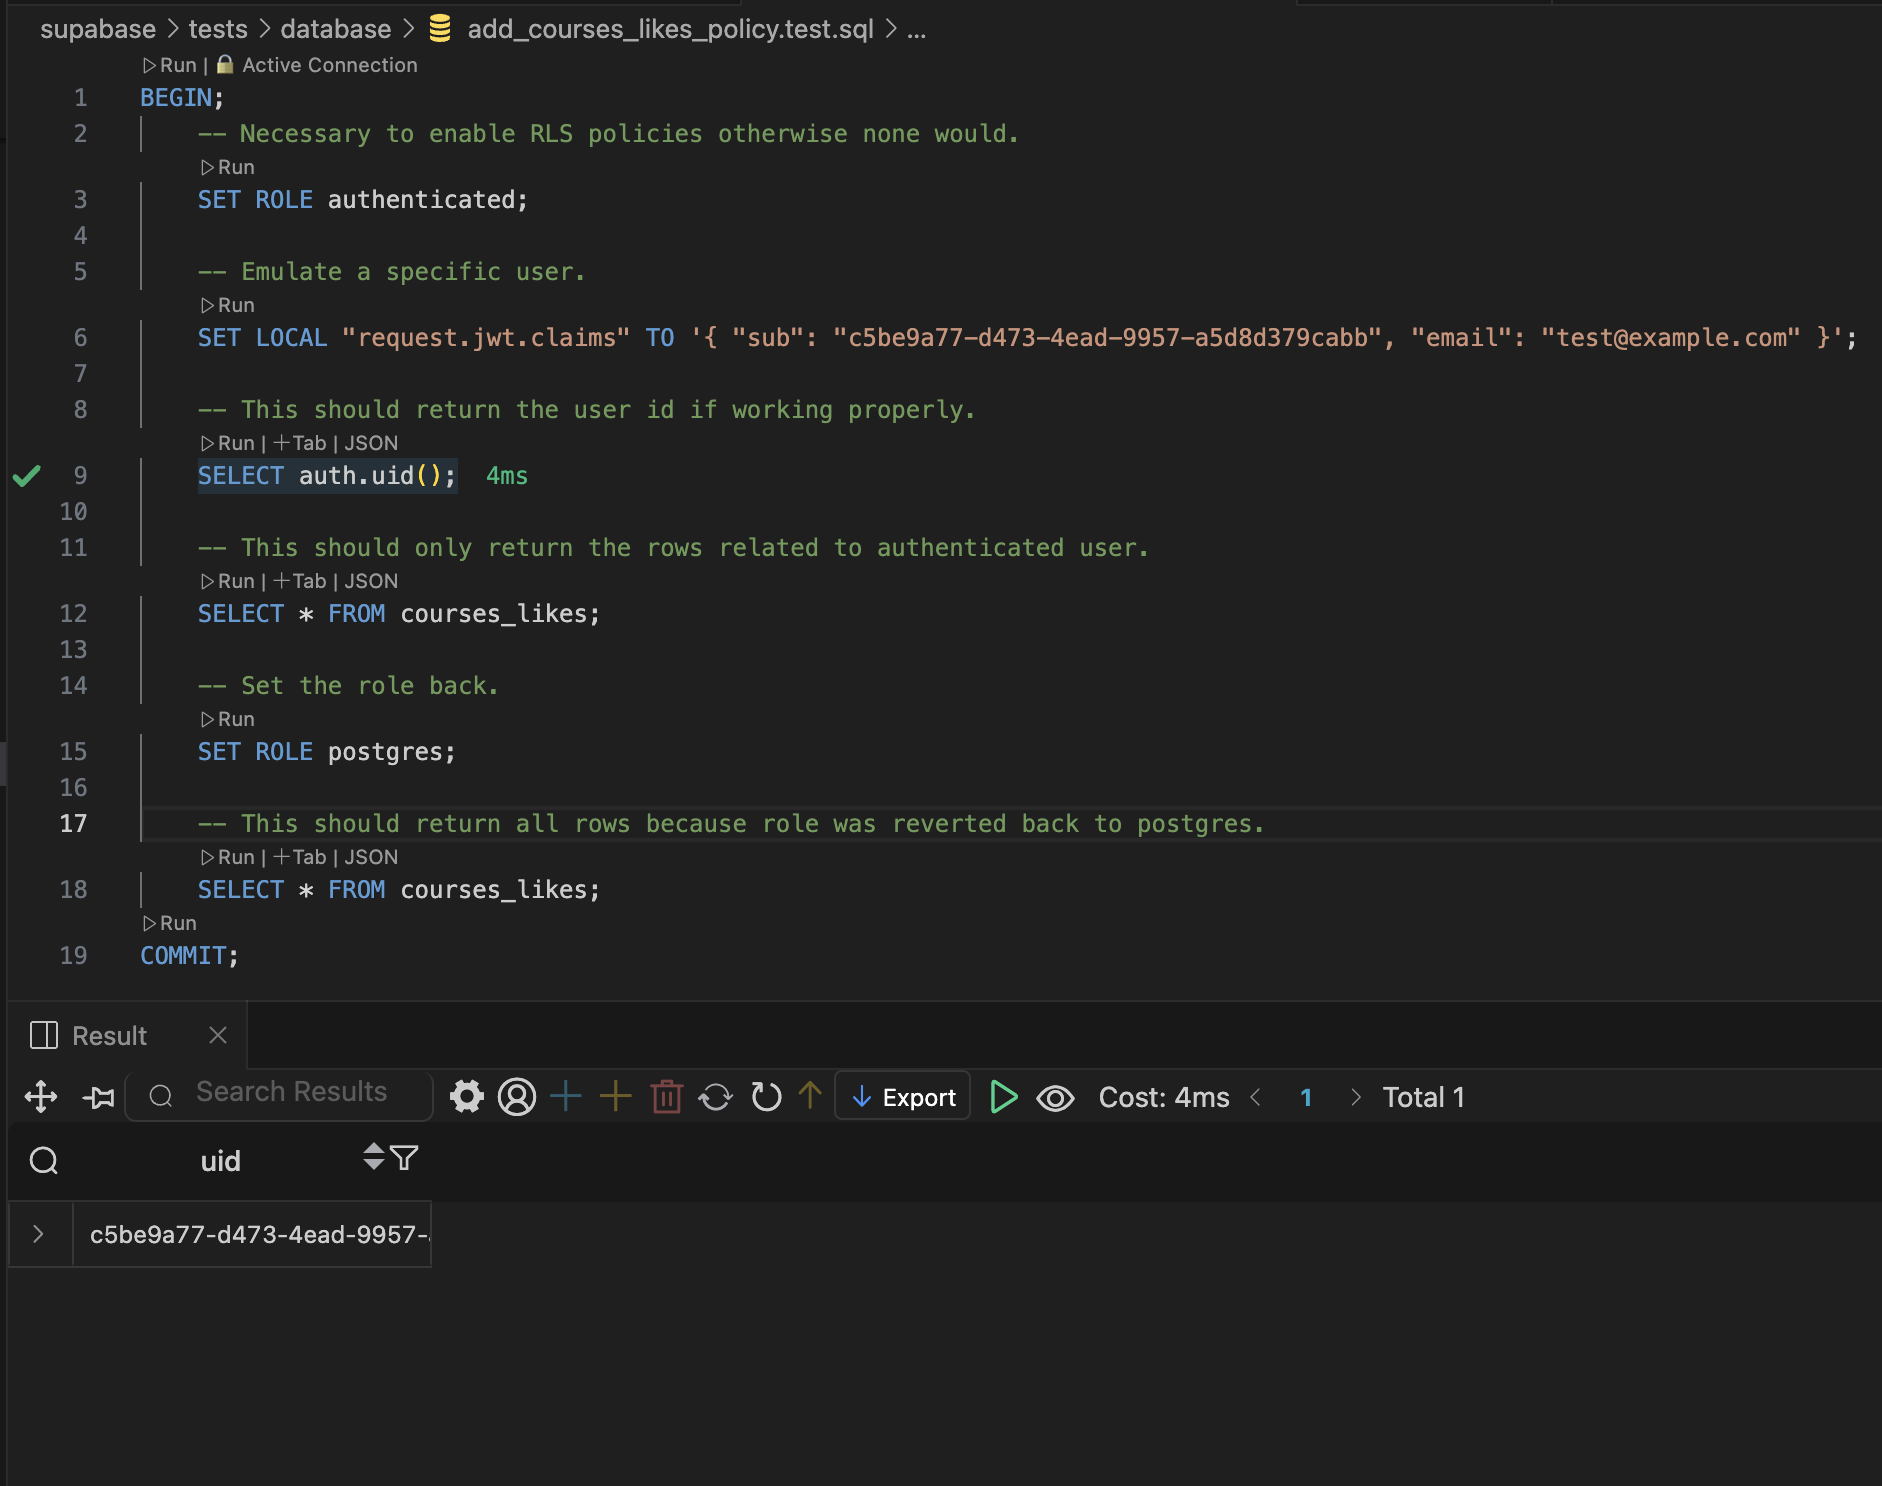 supabase > tests > database > add_courses_likes_policy.test.sql > ...
Run | Active Connection
1 BEGIN;
2 -- Necessary to enable RLS policies otherwise none would.
Run
3 SET ROLE authenticated;
4
5 -- Emulate a specific user.
Run
6 SET LOCAL "request.jwt.claims" TO '{ "sub": "c5be9a77-d473-4ead-9957-a5d8d379cabb", "email": "test@example.com" }';
7
8 -- This should return the user id if working properly.
Run | +Tab | JSON
9 SELECT auth.uid(); 4ms
10
11 -- This should only return the rows related to authenticated user.
Run | +Tab | JSON
12 SELECT * FROM courses_likes;
13
14 -- Set the role back.
Run
15 SET ROLE postgres;
16
17 -- This should return all rows because role was reverted back to postgres.
Run | +Tab | JSON
18 SELECT * FROM courses_likes;
Run
19 COMMIT;
Result
Search Results Export Cost: 4ms < 1 > Total 1
uid
c5be9a77-d473-4ead-9957-